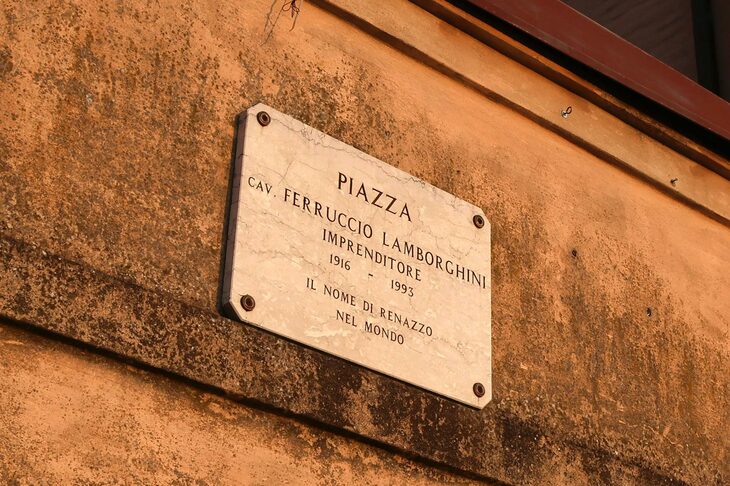 PIAZZA
CAV. FERRUCCIO LAMBORGHINI
IMPRENDITORE
1916 - 1993
IL NOME DI RENAZZO
NEL MONDO